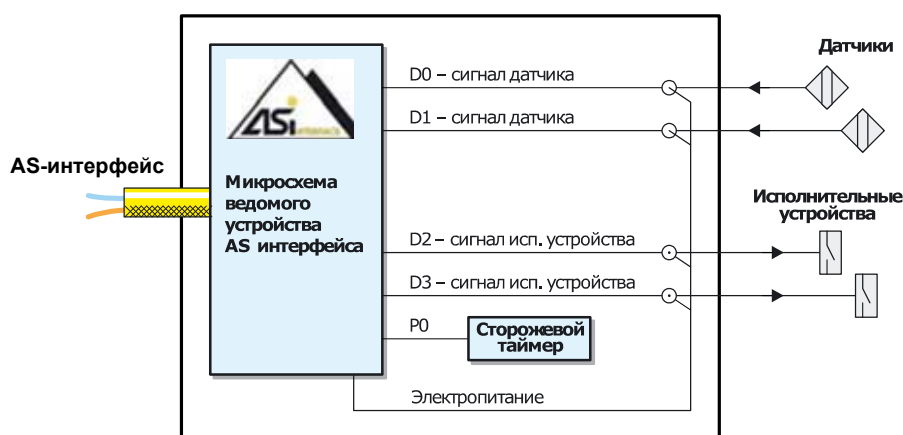 Датчики
D0 – сигнал датчика
D1 – сигнал датчика
ASi
AS-интерфейс
Микросхема
ведомого
устройства
AS интерфейса
Исполнительные
устройства
D2 – сигнал исп. устройства
D3 – сигнал исп. устройства
P0
Сторожевой
таймер
Электропитание